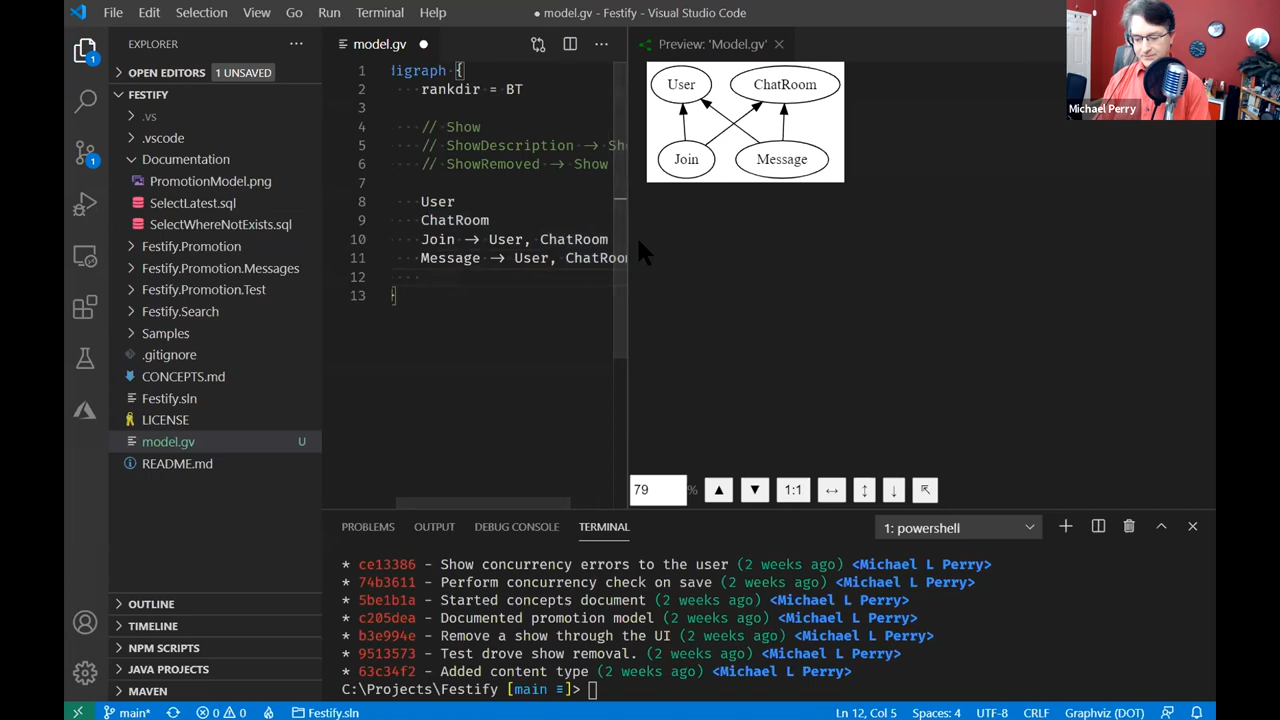 File Edit Selection View Go Run Terminal Help
● model.gv - Festify - Visual Studio Code
EXPLORER
OPEN EDITORS 1 UNSAVED
FESTIFY
.vs
.vscode
Documentation
PromotionModel.png
SelectLatest.sql
SelectWhereNotExists.sql
Festify.Promotion
Festify.Promotion.Messages
Festify.Promotion.Test
Festify.Search
Samples
.gitignore
CONCEPTS.md
Festify.sln
LICENSE
model.gv U
README.md
OUTLINE
TIMELINE
NPM SCRIPTS
JAVA PROJECTS
MAVEN
1
1
model.gv ●
1 digraph {
2 rankdir = BT
3
4 // Show
5 // ShowDescription -> Sh
6 // ShowRemoved -> Show
7
8 User
9 ChatRoom
10 Join -> User, ChatRoom
11 Message -> User, ChatRoom
12
13 }
Preview: 'Model.gv'
User ChatRoom
Join Message
79 %
1:1
Michael Perry
PROBLEMS OUTPUT DEBUG CONSOLE TERMINAL
1: powershell
* ce13386 - Show concurrency errors to the user (2 weeks ago) <Michael L Perry>
* 74b3611 - Perform concurrency check on save (2 weeks ago) <Michael L Perry>
* 5be1b1a - Started concepts document (2 weeks ago) <Michael L Perry>
* c205dea - Documented promotion model (2 weeks ago) <Michael L Perry>
* b3e994e - Remove a show through the UI (2 weeks ago) <Michael L Perry>
* 9513573 - Test drove show removal. (2 weeks ago) <Michael L Perry>
* 63c34f2 - Added content type (2 weeks ago) <Michael L Perry>
C:\Projects\Festify [main ≡]>
main* 0 0 Festify.sln
Ln 12, Col 5 Spaces: 4 UTF-8 CRLF Graphviz (DOT)